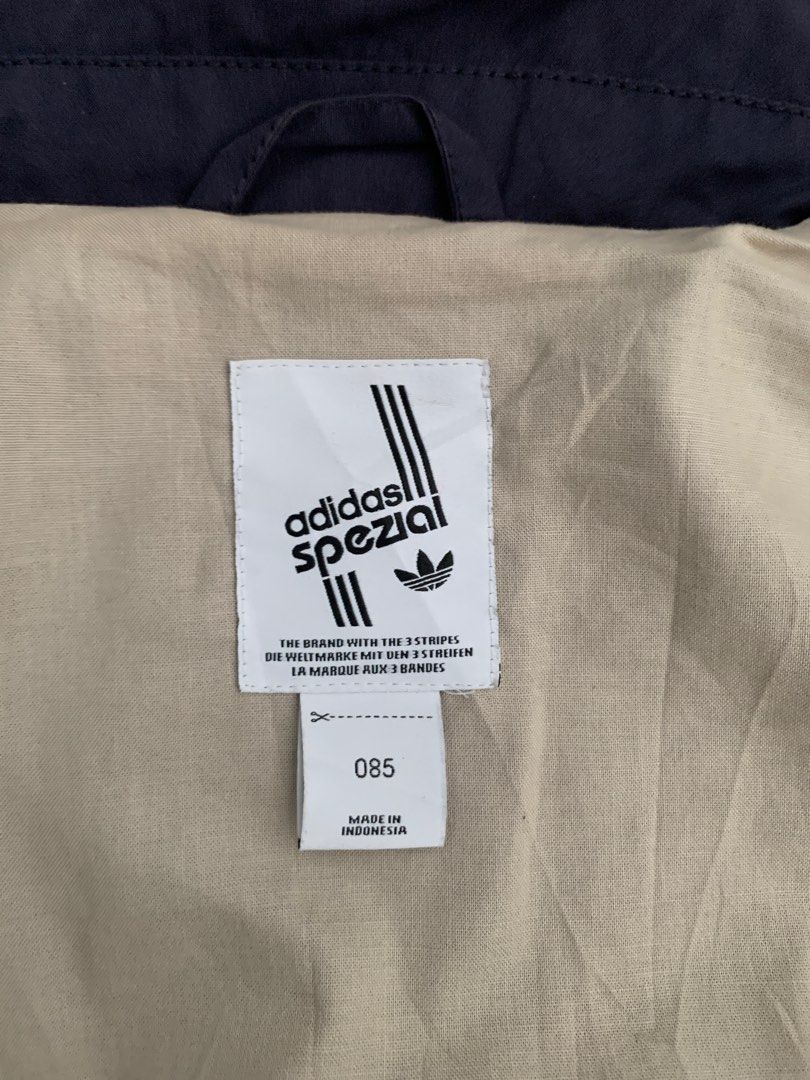 adidas
spezial
THE BRAND WITH THE 3 STRIPES
DIE WELTMARKE MIT DEN 3 STREIFEN
LA MARQUE AUX 3 BANDES
085
MADE IN
INDONESIA